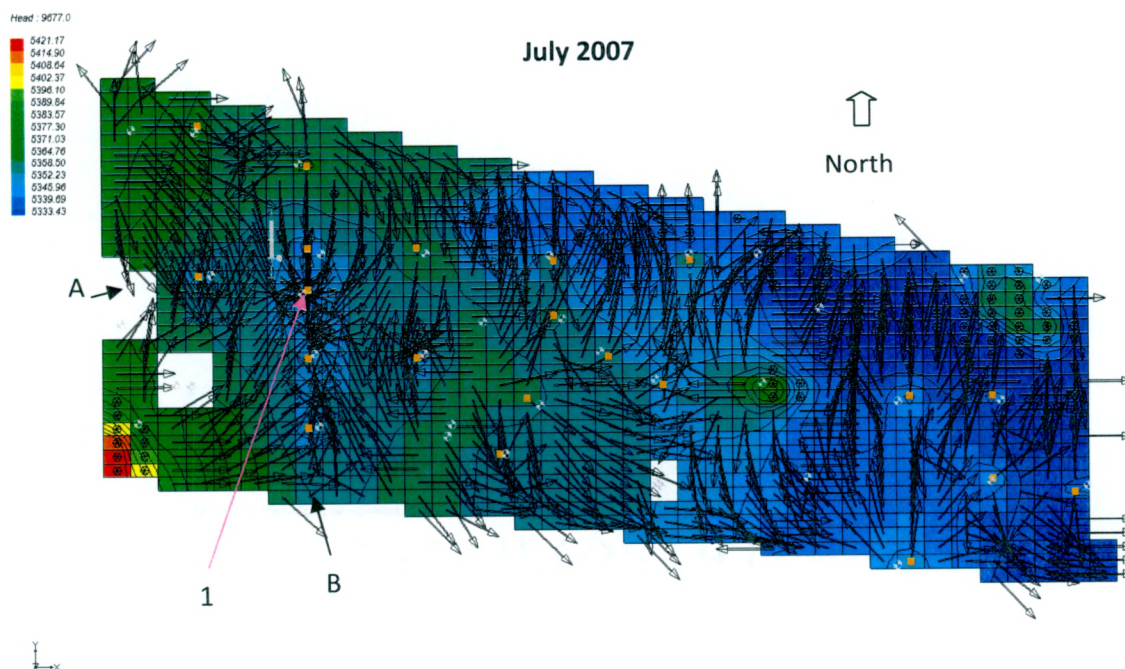 Head : 9677.0
5421.17
5414.90
5408.64
5402.37
5396.10
5389.84
5383.57
5377.30
5371.03
5364.76
5358.50
5352.23
5345.96
5339.69
5333.43
July 2007
North
A
1
B
Y
Z
X